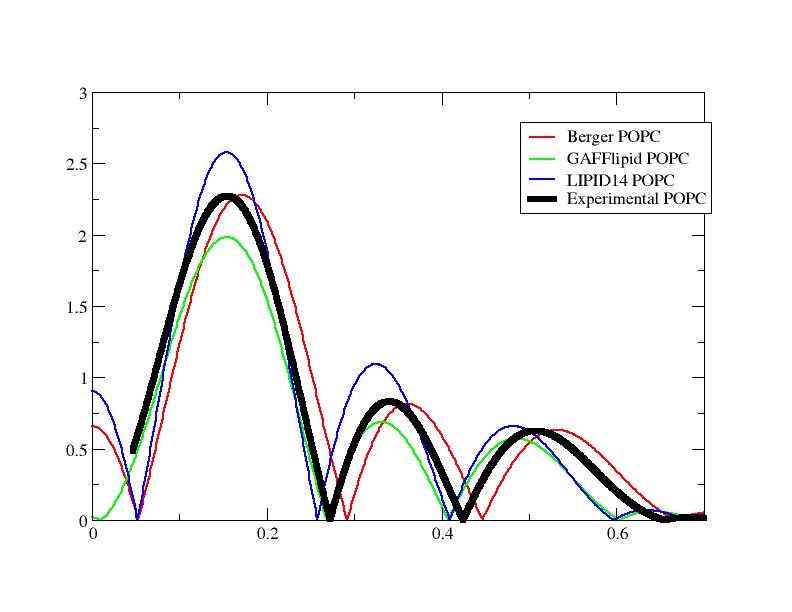 3
2.5
2
1.5
1
0.5
0
0
0.2
0.4
0.6
Berger POPC
GAFFlipid POPC
LIPID14 POPC
Experimental POPC